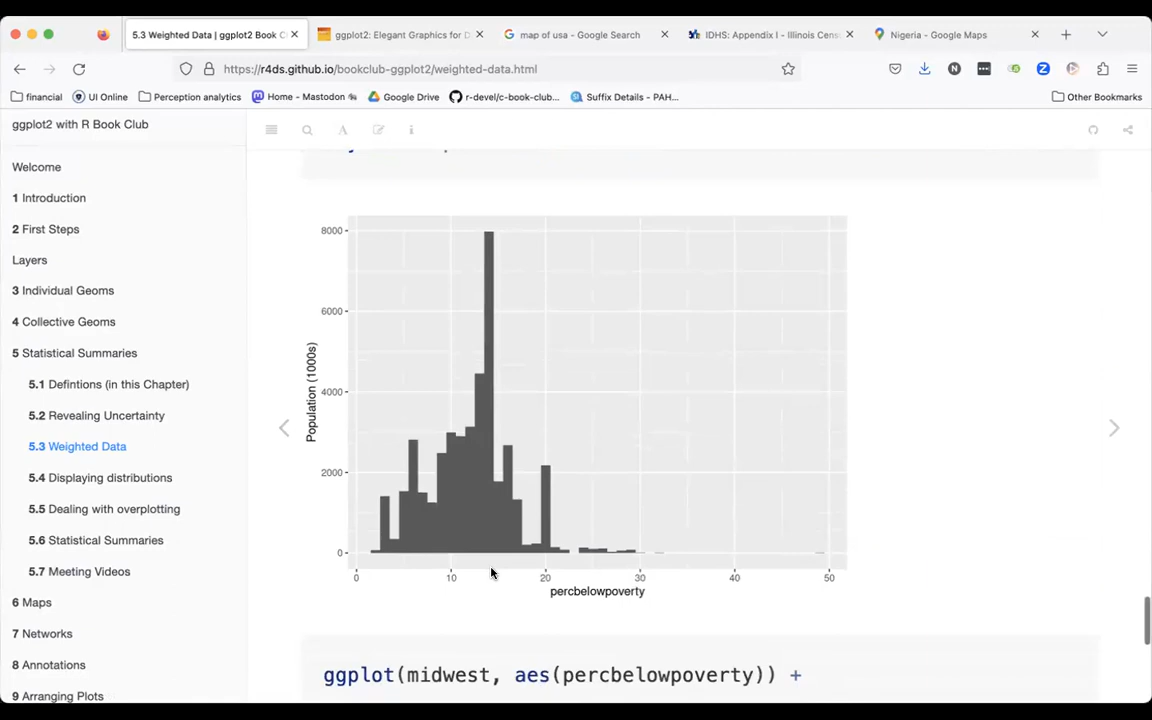 5.3 Weighted Data | ggplot2 Book C
ggplot2: Elegant Graphics for D
map of usa - Google Search
IDHS: Appendix I - Illinois Cens
Nigeria - Google Maps
https://r4ds.github.io/bookclub-ggplot2/weighted-data.html
financial
UI Online
Perception analytics
Home - Mastodon
Google Drive
r-devel/c-book-club...
Suffix Details - PAH...
Other Bookmarks
ggplot2 with R Book Club
Welcome
1 Introduction
2 First Steps
Layers
3 Individual Geoms
4 Collective Geoms
5 Statistical Summaries
5.1 Defintions (in this Chapter)
5.2 Revealing Uncertainty
5.3 Weighted Data
5.4 Displaying distributions
5.5 Dealing with overplotting
5.6 Statistical Summaries
5.7 Meeting Videos
6 Maps
7 Networks
8 Annotations
9 Arranging Plots
Population (1000s)
8000
6000
4000
2000
0
0 10 20 30 40 50
percbelowpoverty
ggplot(midwest, aes(percbelowpoverty)) +